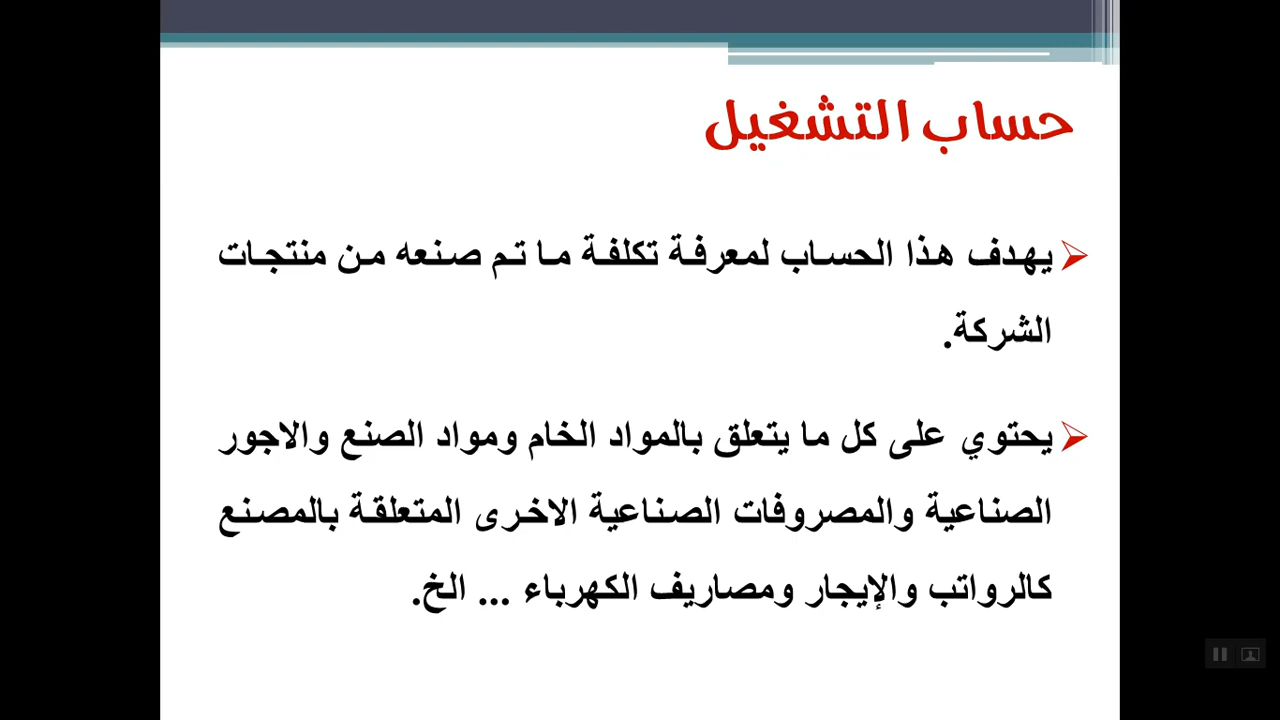 حساب التشغيل
يهدف هذا الحساب لمعرفة تكلفة ما تم صنعه من منتجات
الشركة.
يحتوي على كل ما يتعلق بالمواد الخام ومواد الصنع والاجور
الصناعية والمصروفات الصناعية الاخرى المتعلقة بالمصنع
كالرواتب والإيجار ومصاريف الكهرباء ... الخ.